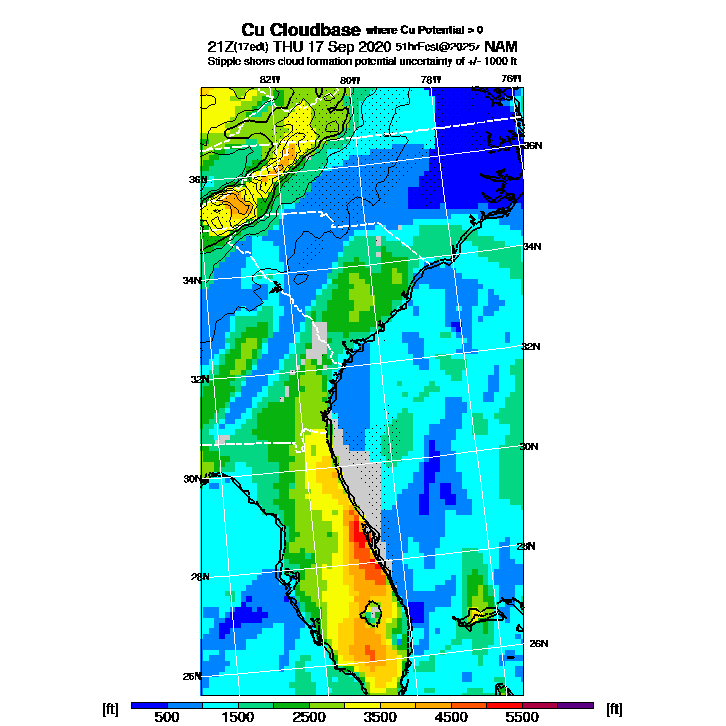 Cu Cloudbase where Cu Potential > 0
21Z(17edt) THU 17 Sep 2020 51hrFcst@2025z NAM
Stipple shows cloud formation potential uncertainty of +/- 1000 ft
82W 80W 78W 76W
36N
36N
34N
34N
32N
32N
30N
30N
28N
28N
26N
26N
[ft] 500 1500 2500 3500 4500 5500 [ft]